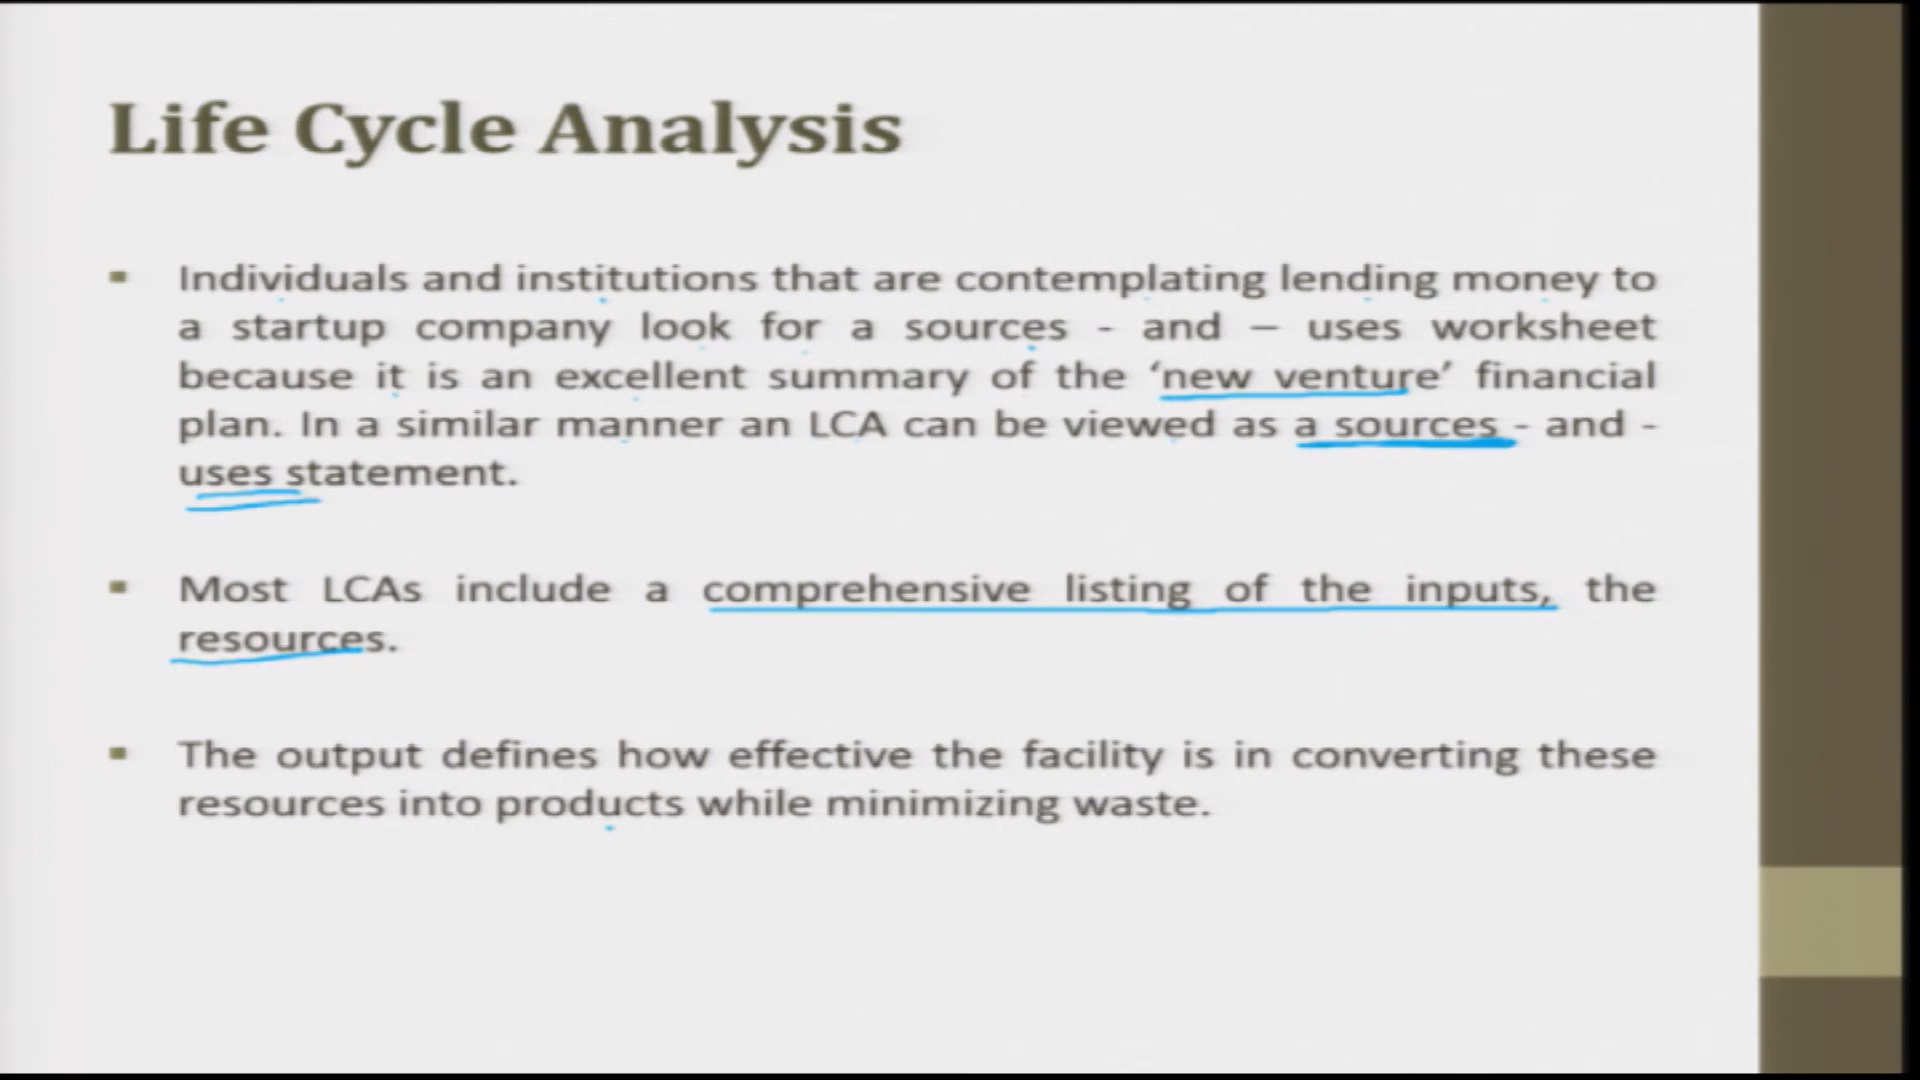 Life Cycle Analysis
▪ Individuals and institutions that are contemplating lending money to
a startup company look for a sources - and – uses worksheet
because it is an excellent summary of the ‘new venture’ financial
plan. In a similar manner an LCA can be viewed as a sources - and -
uses statement.
▪ Most LCAs include a comprehensive listing of the inputs, the
resources.
▪ The output defines how effective the facility is in converting these
resources into products while minimizing waste.